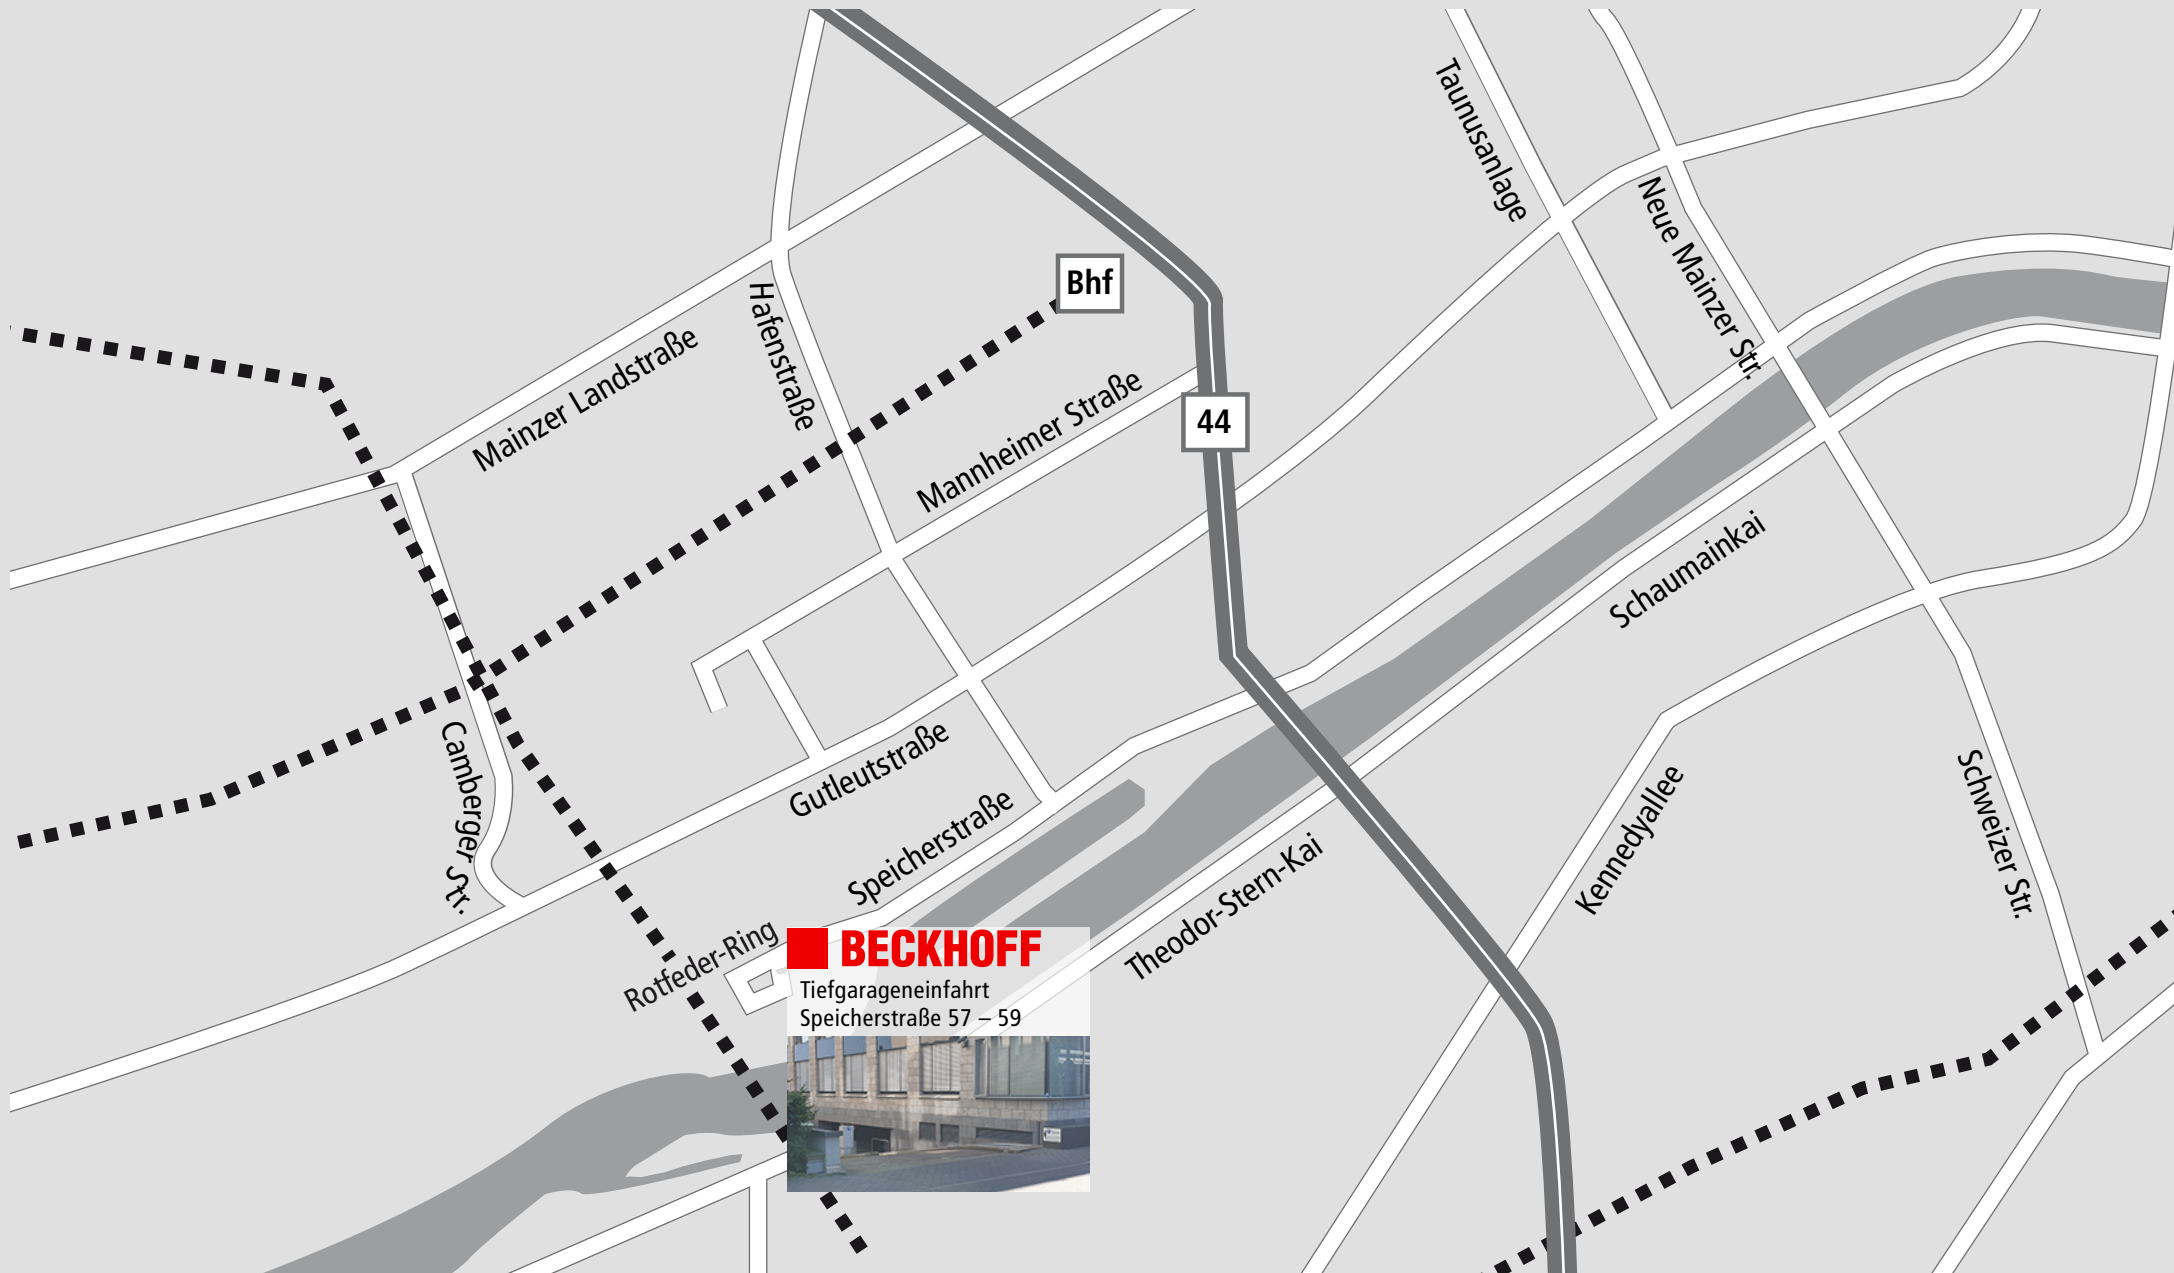 Taunusanlage
Neue Mainzer Str.
Bhf
Hafenstraße
Mainzer Landstraße
Mannheimer Straße
44
Schaumainkai
Camberger Str.
Gutleutstraße
Speicherstraße
Kennedyallee
Schweizer Str.
Theodor-Stern-Kai
Rotfeder-Ring
BECKHOFF
Tiefgarageneinfahrt
Speicherstraße 57 – 59